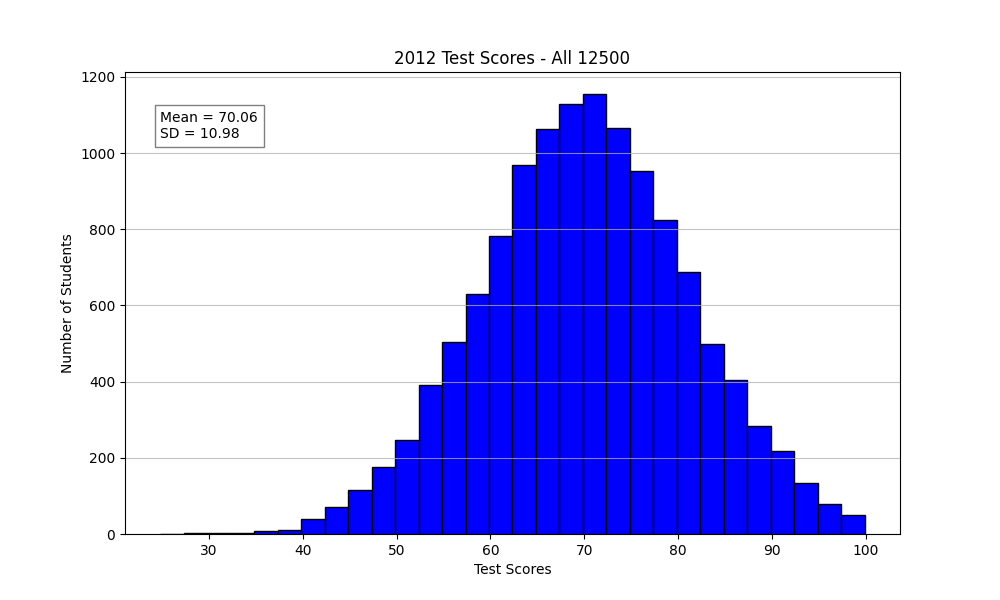 2012 Test Scores - All 12500
1200
Mean = 70.06
SD = 10.98
1000
800
600
400
200
0
Number of Students
30 40 50 60 70 80 90 100
Test Scores